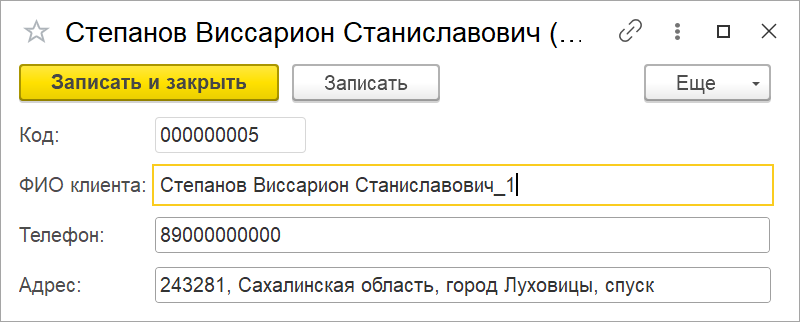 Степанов Виссарион Станиславович (...
Записать и закрыть Записать Еще
Код: 000000005
ФИО клиента: Степанов Виссарион Станиславович_1
Телефон: 89000000000
Адрес: 243281, Сахалинская область, город Луховицы, спуск